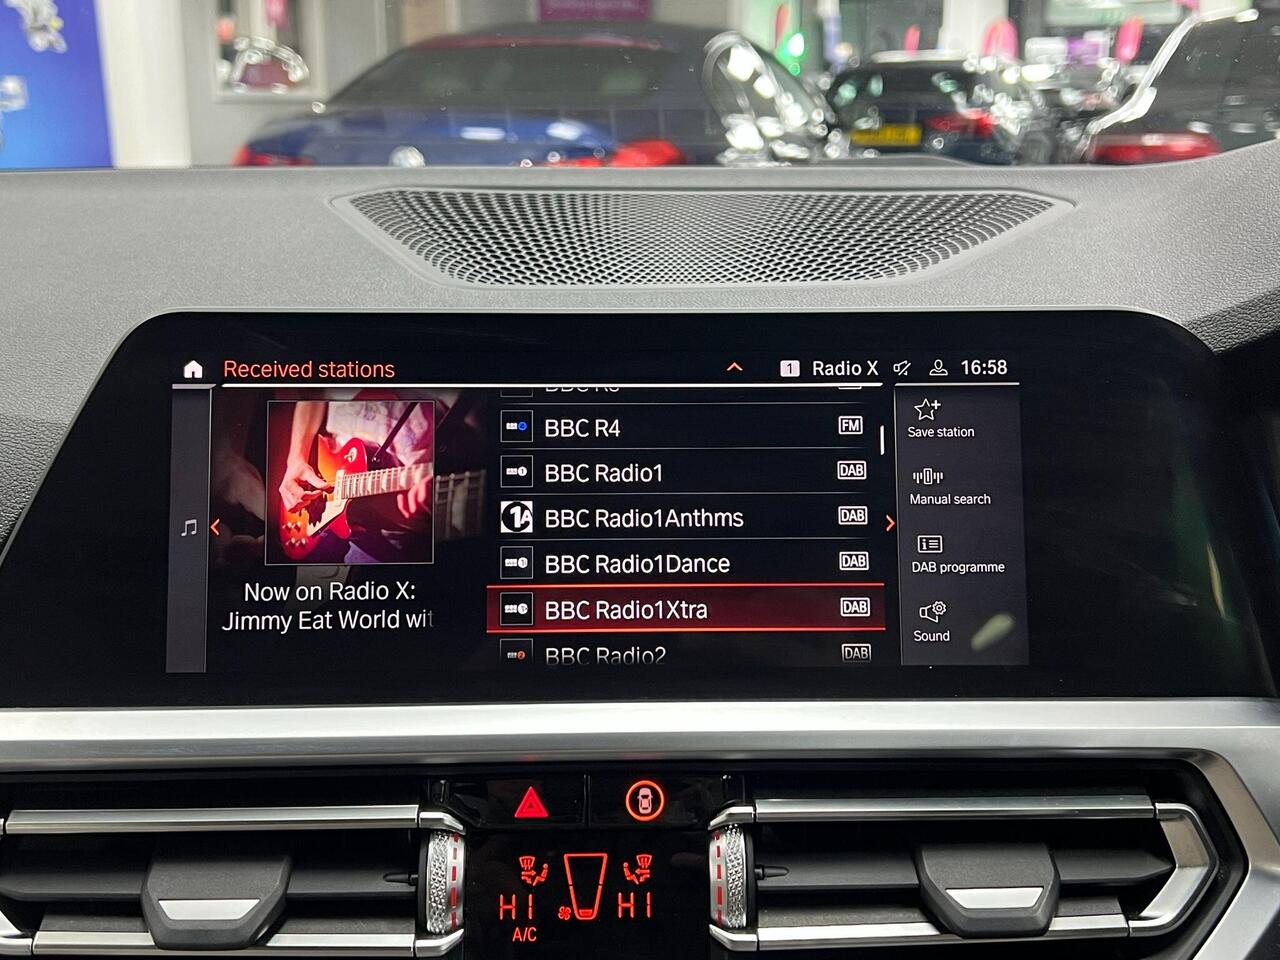 Received stations
1 Radio X 16:58
BBC R4 FM
BBC Radio1 DAB
BBC Radio1Anthms DAB
BBC Radio1Dance DAB
BBC Radio1Xtra DAB
BBC Radio2 DAB
Now on Radio X:
Jimmy Eat World wit
Save station
Manual search
DAB programme
Sound
HI HI
A/C